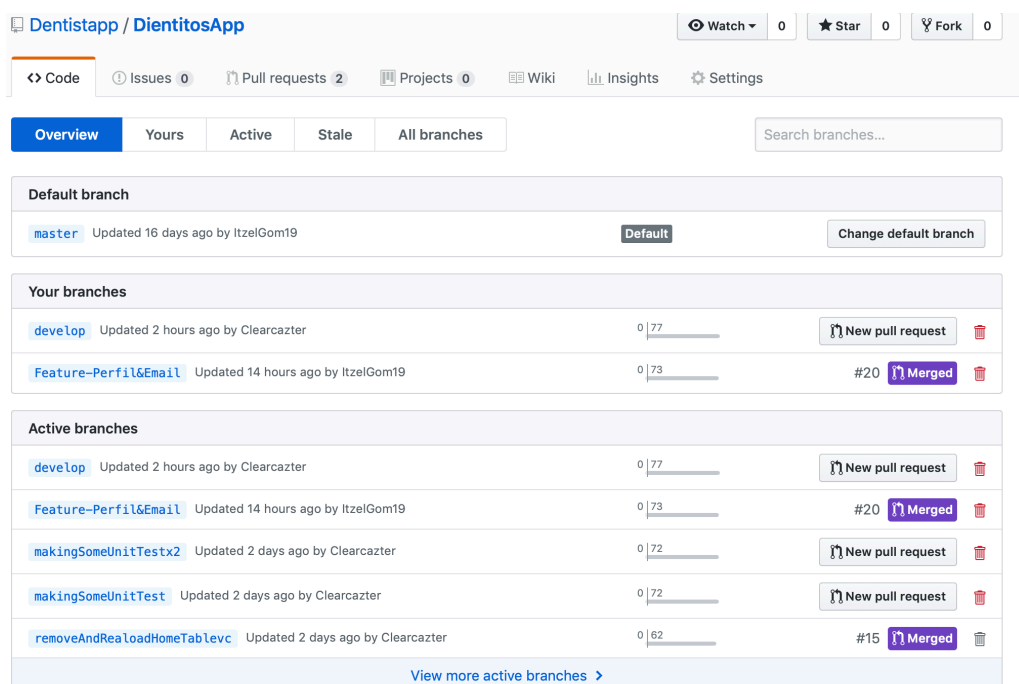 Dentistapp / DientitosApp
Watch 0 Star 0 Fork 0
Code Issues 0 Pull requests 2 Projects 0 Wiki Insights Settings
Overview Yours Active Stale All branches Search branches...
Default branch
master Updated 16 days ago by ItzelGom19 Default Change default branch
Your branches
develop Updated 2 hours ago by Clearcazter 0 77 New pull request
Feature-Perfil&Email Updated 14 hours ago by ItzelGom19 0 73 #20 Merged
Active branches
develop Updated 2 hours ago by Clearcazter 0 77 New pull request
Feature-Perfil&Email Updated 14 hours ago by ItzelGom19 0 73 #20 Merged
makingSomeUnitTestx2 Updated 2 days ago by Clearcazter 0 72 New pull request
makingSomeUnitTest Updated 2 days ago by Clearcazter 0 72 New pull request
removeAndRealoadHomeTablevc Updated 2 days ago by Clearcazter 0 62 #15 Merged
View more active branches